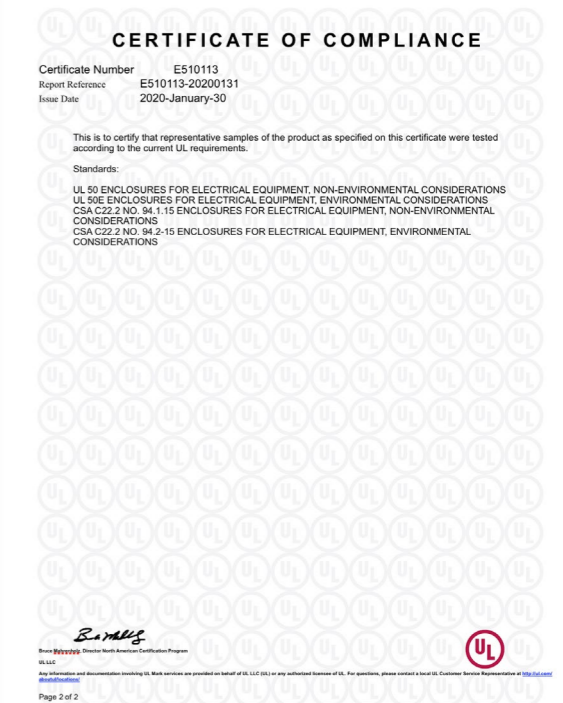 CERTIFICATE OF COMPLIANCE
Certificate Number E510113
Report Reference E510113-20200131
Issue Date 2020-January-30
This is to certify that representative samples of the product as specified on this certificate were tested
according to the current UL requirements.
Standards:
UL 50 ENCLOSURES FOR ELECTRICAL EQUIPMENT, NON-ENVIRONMENTAL CONSIDERATIONS
UL 50E ENCLOSURES FOR ELECTRICAL EQUIPMENT, ENVIRONMENTAL CONSIDERATIONS
CSA C22.2 NO. 94.1.15 ENCLOSURES FOR ELECTRICAL EQUIPMENT, NON-ENVIRONMENTAL
CONSIDERATIONS
CSA C22.2 NO. 94.2-15 ENCLOSURES FOR ELECTRICAL EQUIPMENT, ENVIRONMENTAL
CONSIDERATIONS
Bruce Mahrenholz, Director North American Certification Program
UL LLC
UL
Any information and documentation involving UL Mark services are provided on behalf of UL LLC (UL) or any authorized licensee of UL. For questions, please contact a local UL Customer Service Representative at http://ul.com/
aboutul/locations/
Page 2 of 2